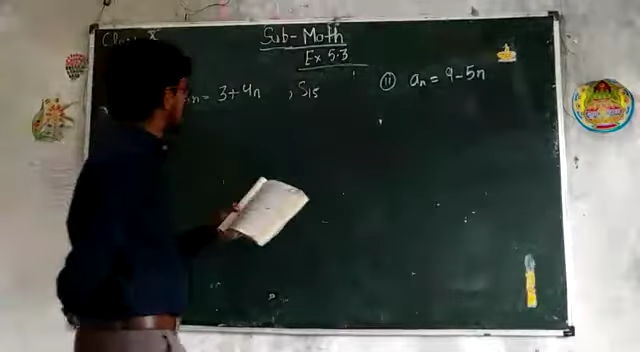 Class X
Sub- Math
Ex 5.3
n = 3+4n , S15
(ii) an = 9-5n